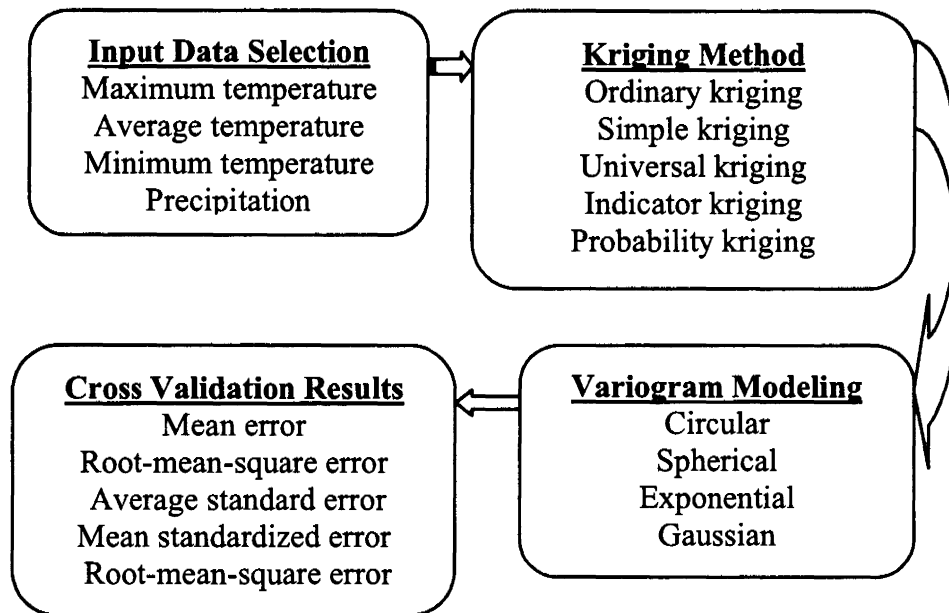 Input Data Selection
Maximum temperature
Average temperature
Minimum temperature
Precipitation
Kriging Method
Ordinary kriging
Simple kriging
Universal kriging
Indicator kriging
Probability kriging
Variogram Modeling
Circular
Spherical
Exponential
Gaussian
Cross Validation Results
Mean error
Root-mean-square error
Average standard error
Mean standardized error
Root-mean-square error